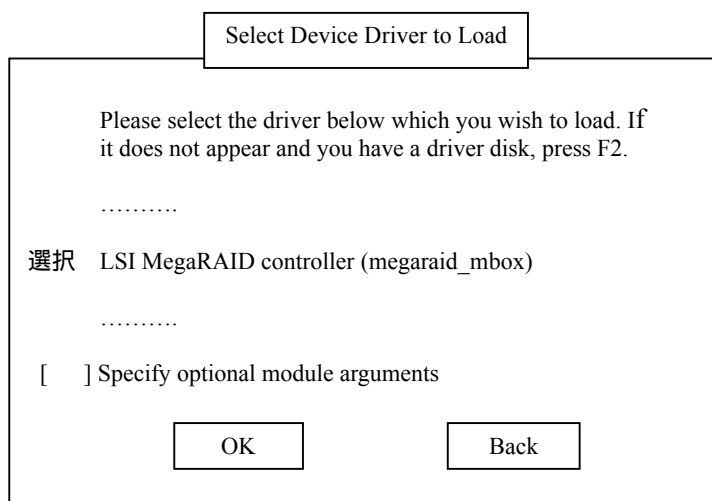 Select Device Driver to Load
Please select the driver below which you wish to load. If
it does not appear and you have a driver disk, press F2.
……….
選択 LSI MegaRAID controller (megaraid_mbox)
……….
[ ] Specify optional module arguments
OK Back